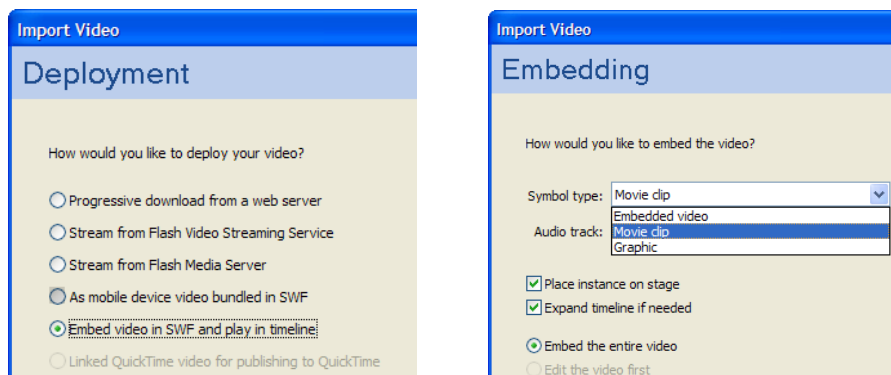 Import Video
Deployment
How would you like to deploy your video?
Progressive download from a web server
Stream from Flash Video Streaming Service
Stream from Flash Media Server
As mobile device video bundled in SWF
Embed video in SWF and play in timeline
Linked QuickTime video for publishing to QuickTime
Import Video
Embedding
How would you like to embed the video?
Symbol type: Movie clip
Embedded video
Audio track: Movie clip
Graphic
Place instance on stage
Expand timeline if needed
Embed the entire video
Edit the video first